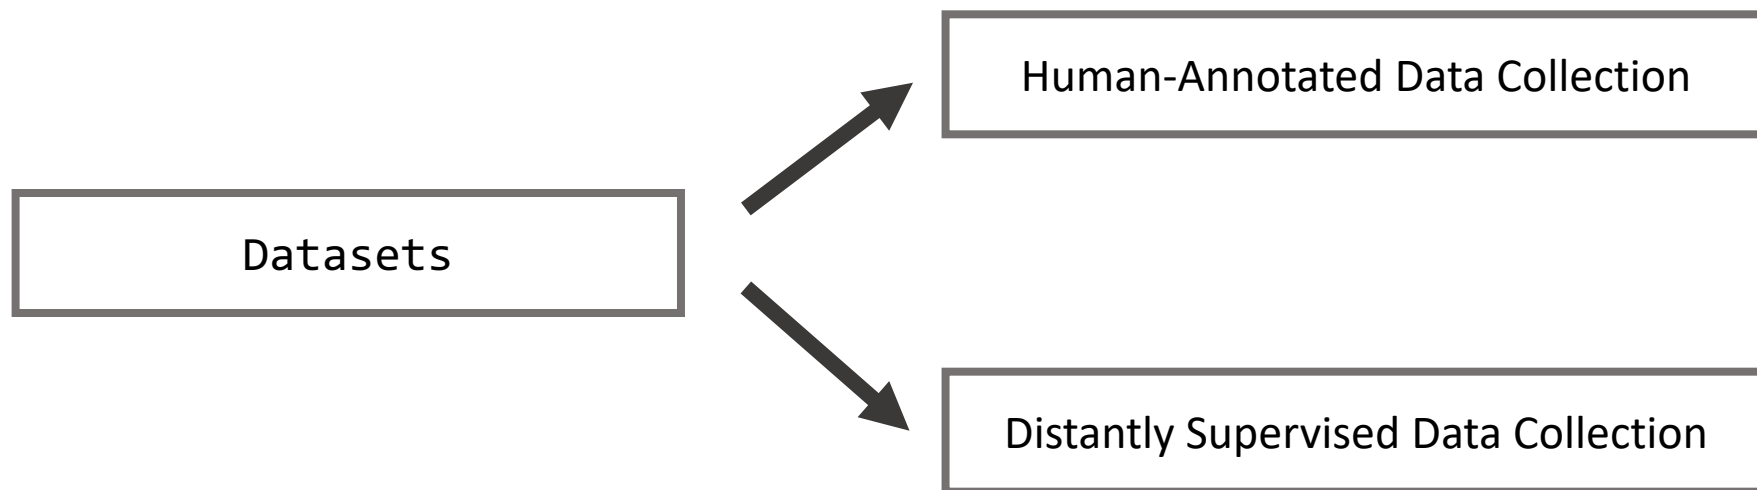 Human-Annotated Data Collection
Datasets
Distantly Supervised Data Collection